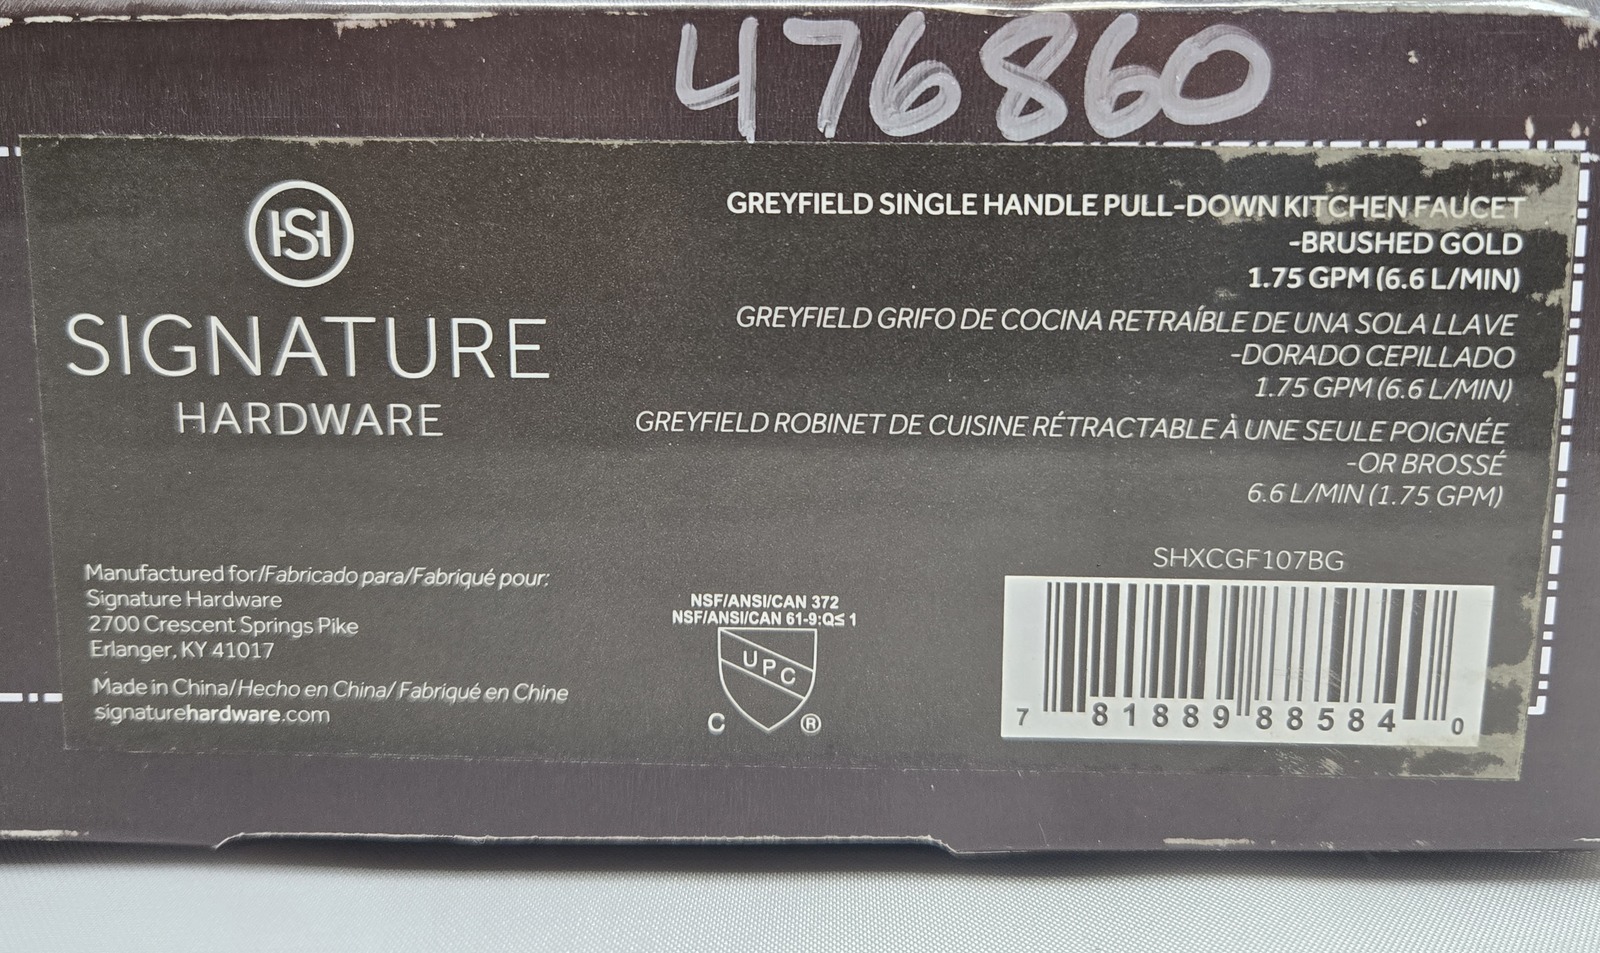 476860
SH
SIGNATURE
HARDWARE
GREYFIELD SINGLE HANDLE PULL-DOWN KITCHEN FAUCET
-BRUSHED GOLD
1.75 GPM (6.6 L/MIN)
GREYFIELD GRIFO DE COCINA RETRAÍBLE DE UNA SOLA LLAVE
-DORADO CEPILLADO
1.75 GPM (6.6 L/MIN)
GREYFIELD ROBINET DE CUISINE RÉTRACTABLE À UNE SEULE POIGNÉE
-OR BROSSÉ
6.6 L/MIN (1.75 GPM)
Manufactured for/Fabricado para/Fabriqué pour:
Signature Hardware
2700 Crescent Springs Pike
Erlanger, KY 41017
Made in China/Hecho en China/Fabriqué en Chine
signaturehardware.com
NSF/ANSI/CAN 372
NSF/ANSI/CAN 61-9:Q≤ 1
UPC
C ®
SHXCGF107BG
7 81889 88584 0